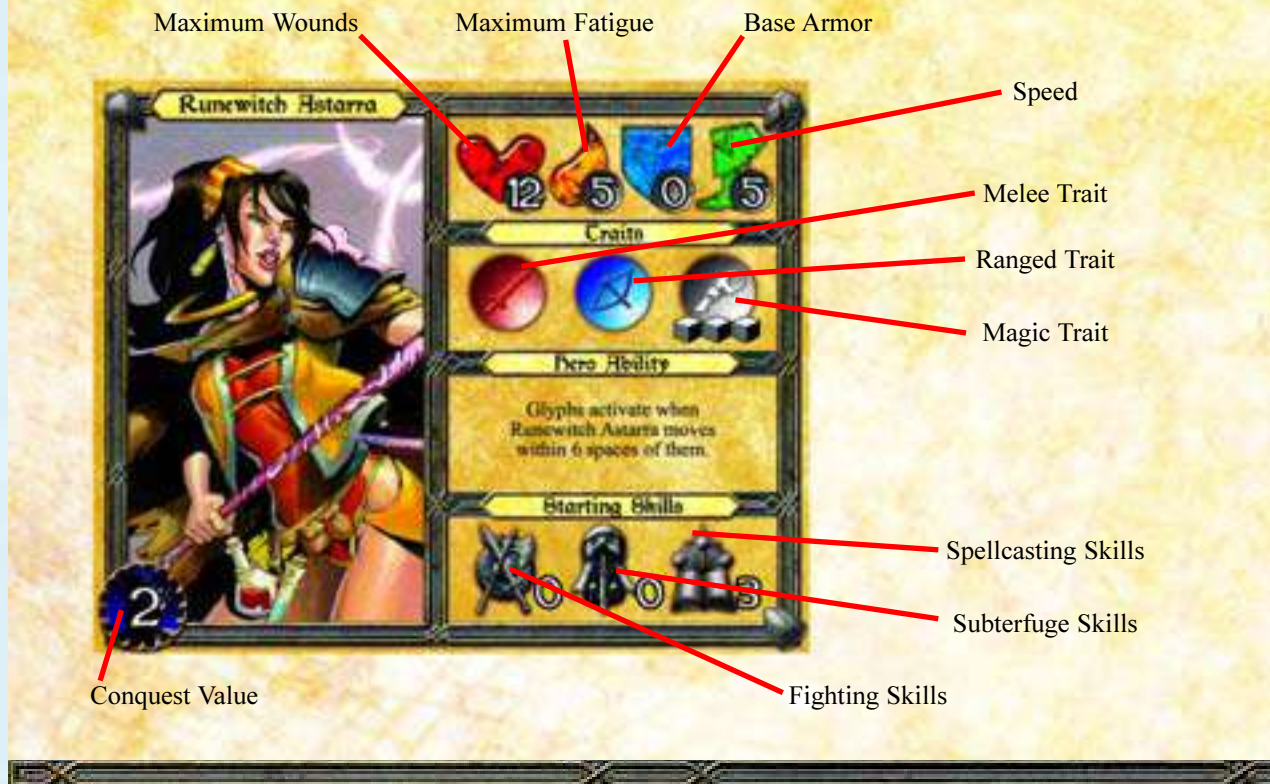 Maximum Wounds
Maximum Fatigue
Base Armor
Speed
Melee Trait
Ranged Trait
Magic Trait
Spellcasting Skills
Subterfuge Skills
Fighting Skills
Conquest Value
Runewitch Astarra
12
5
0
5
Traits
Hero Ability
Glyphs activate when
Runewitch Astarra moves
within 6 spaces of them.
Starting Skills
0
0
3
2